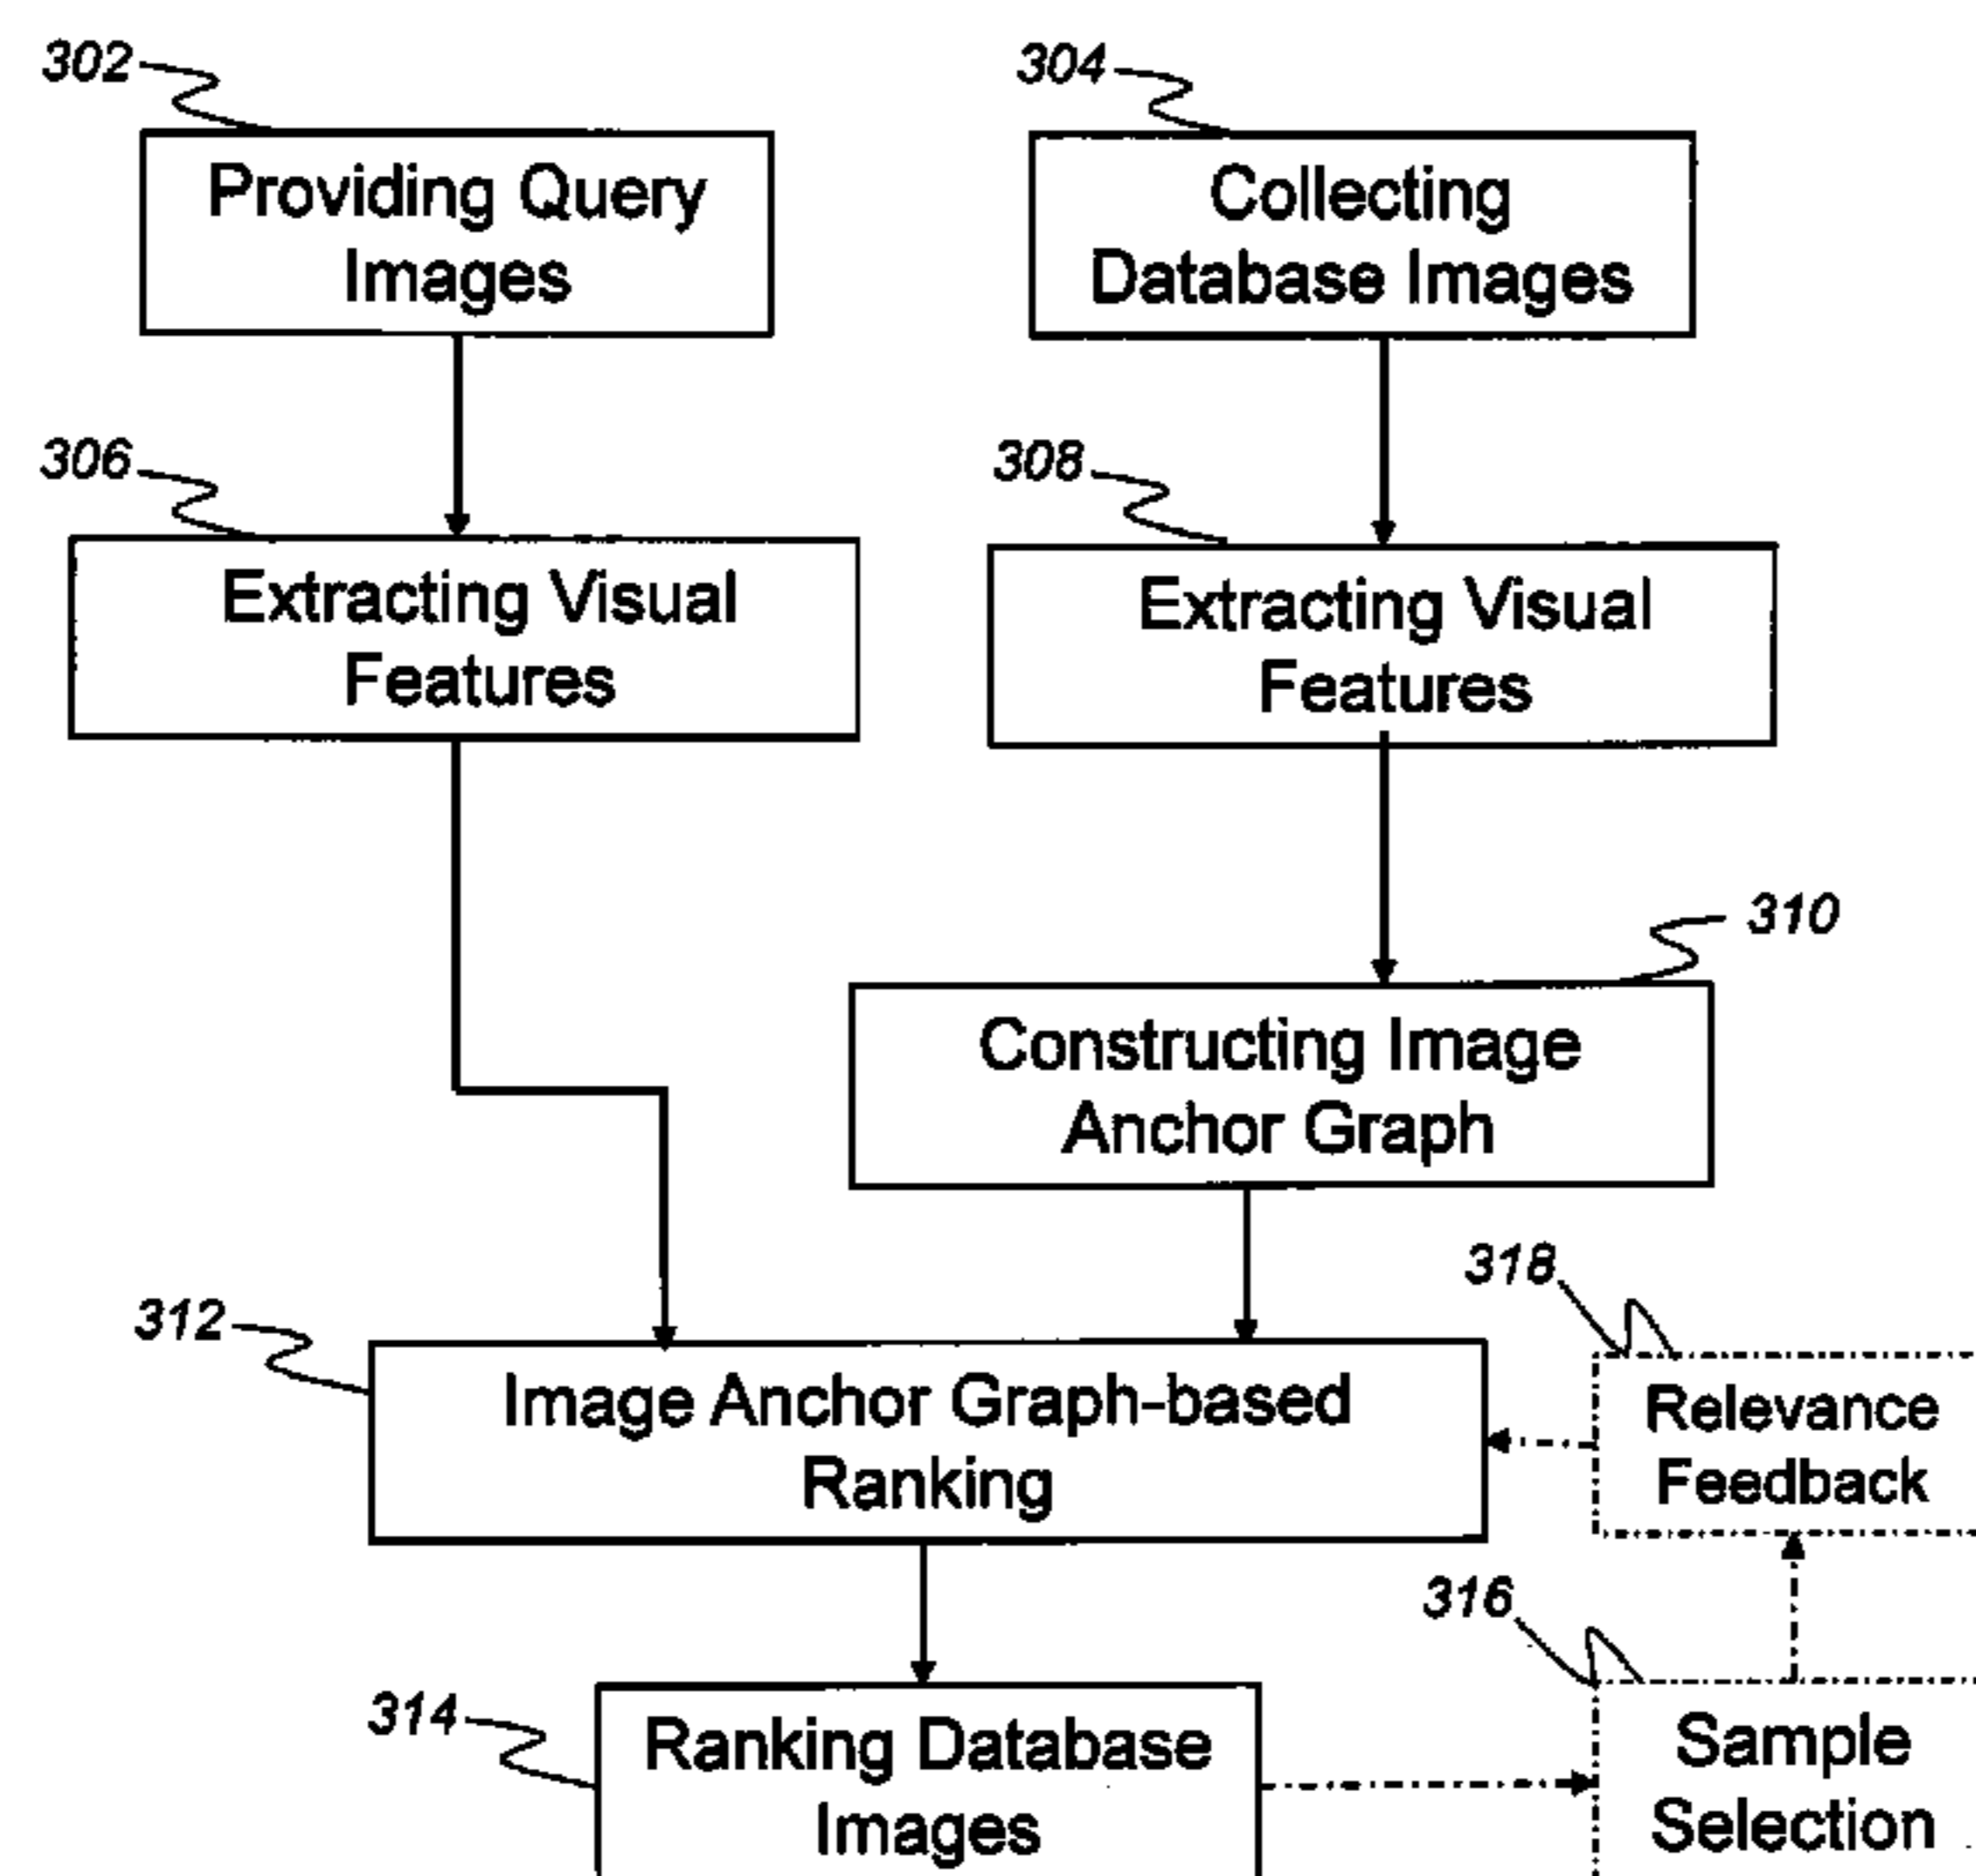 302
304
Providing Query
Images
Collecting
Database Images
306
308
Extracting Visual
Features
Extracting Visual
Features
310
Constructing Image
Anchor Graph
318
312
Image Anchor Graph-based
Ranking
Relevance
Feedback
316
314
Ranking Database
Images
Sample
Selection